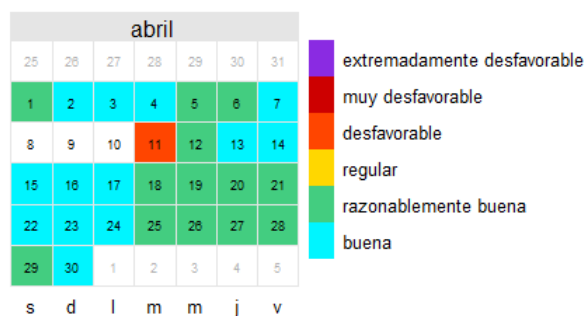 abril
25 26 27 28 29 30 31
1 2 3 4 5 6 7
8 9 10 11 12 13 14
15 16 17 18 19 20 21
22 23 24 25 26 27 28
29 30 1 2 3 4 5
s d l m m j v
extremadamente desfavorable
muy desfavorable
desfavorable
regular
razonablemente buena
buena